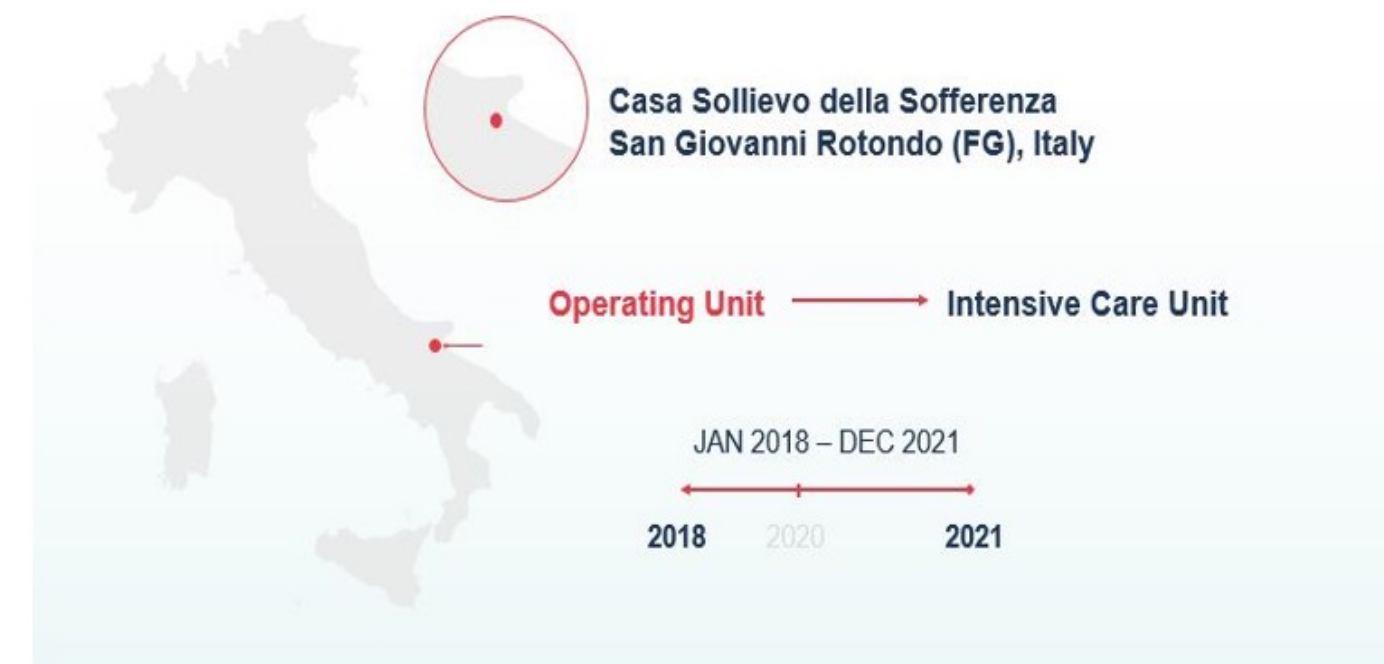 Casa Sollievo della Sofferenza
San Giovanni Rotondo (FG), Italy
Operating Unit
Intensive Care Unit
JAN 2018 – DEC 2021
2018 2020 2021